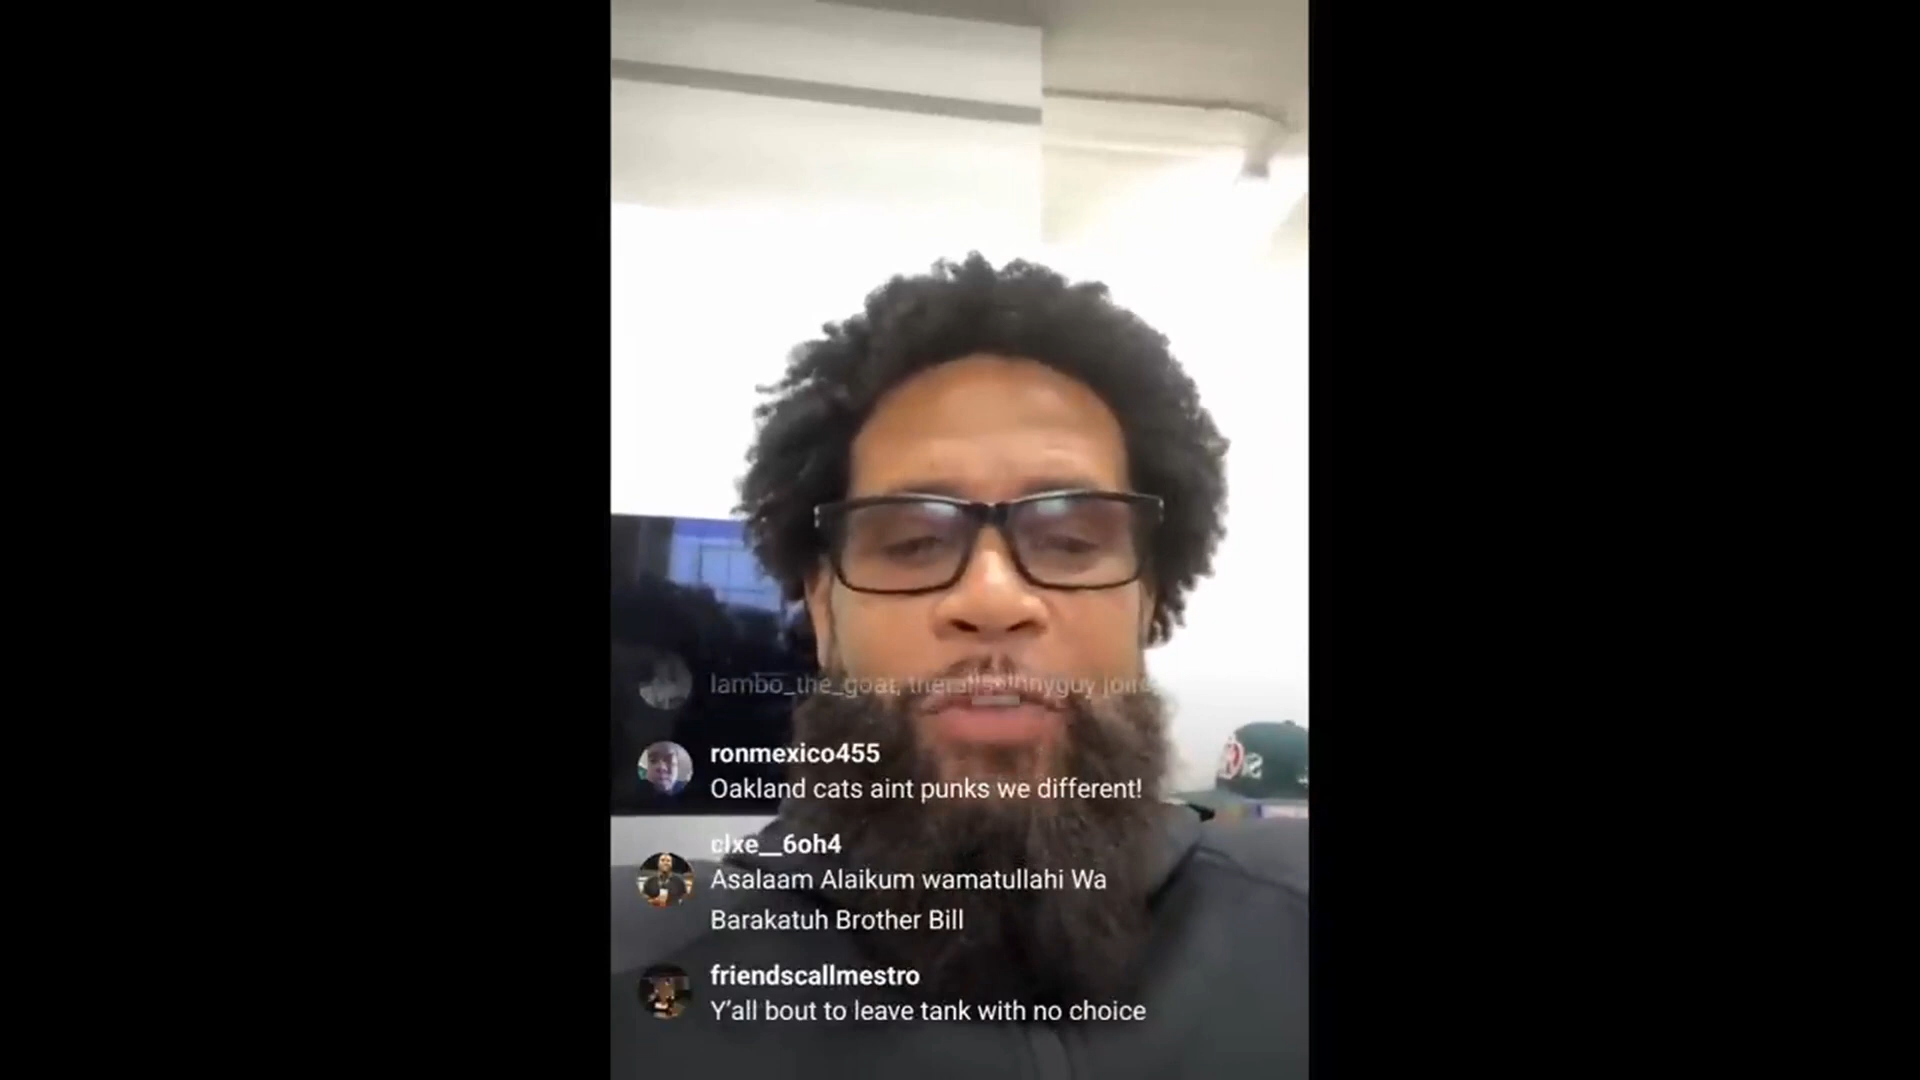 lambo_the_goat,
ronmexico455
Oakland cats aint punks we different!
clxe__6oh4
Asalaam Alaikum wamatullahi Wa
Barakatuh Brother Bill
friendscallmestro
Y'all bout to leave tank with no choice